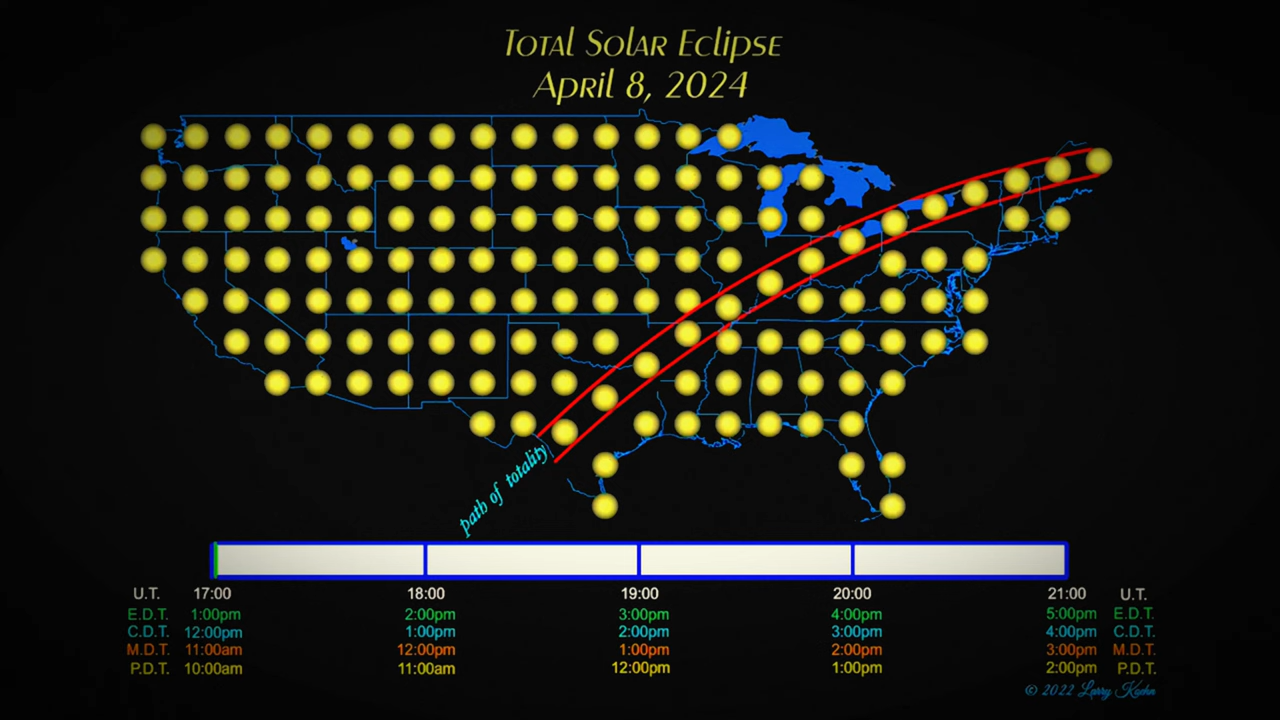 Total Solar Eclipse
April 8, 2024
path of totality
U.T. 17:00 18:00 19:00 20:00 21:00 U.T.
E.D.T. 1:00pm 2:00pm 3:00pm 4:00pm 5:00pm E.D.T.
C.D.T. 12:00pm 1:00pm 2:00pm 3:00pm 4:00pm C.D.T.
M.D.T. 11:00am 12:00pm 1:00pm 2:00pm 3:00pm M.D.T.
P.D.T. 10:00am 11:00am 12:00pm 1:00pm 2:00pm P.D.T.
© 2022 Larry Koehn